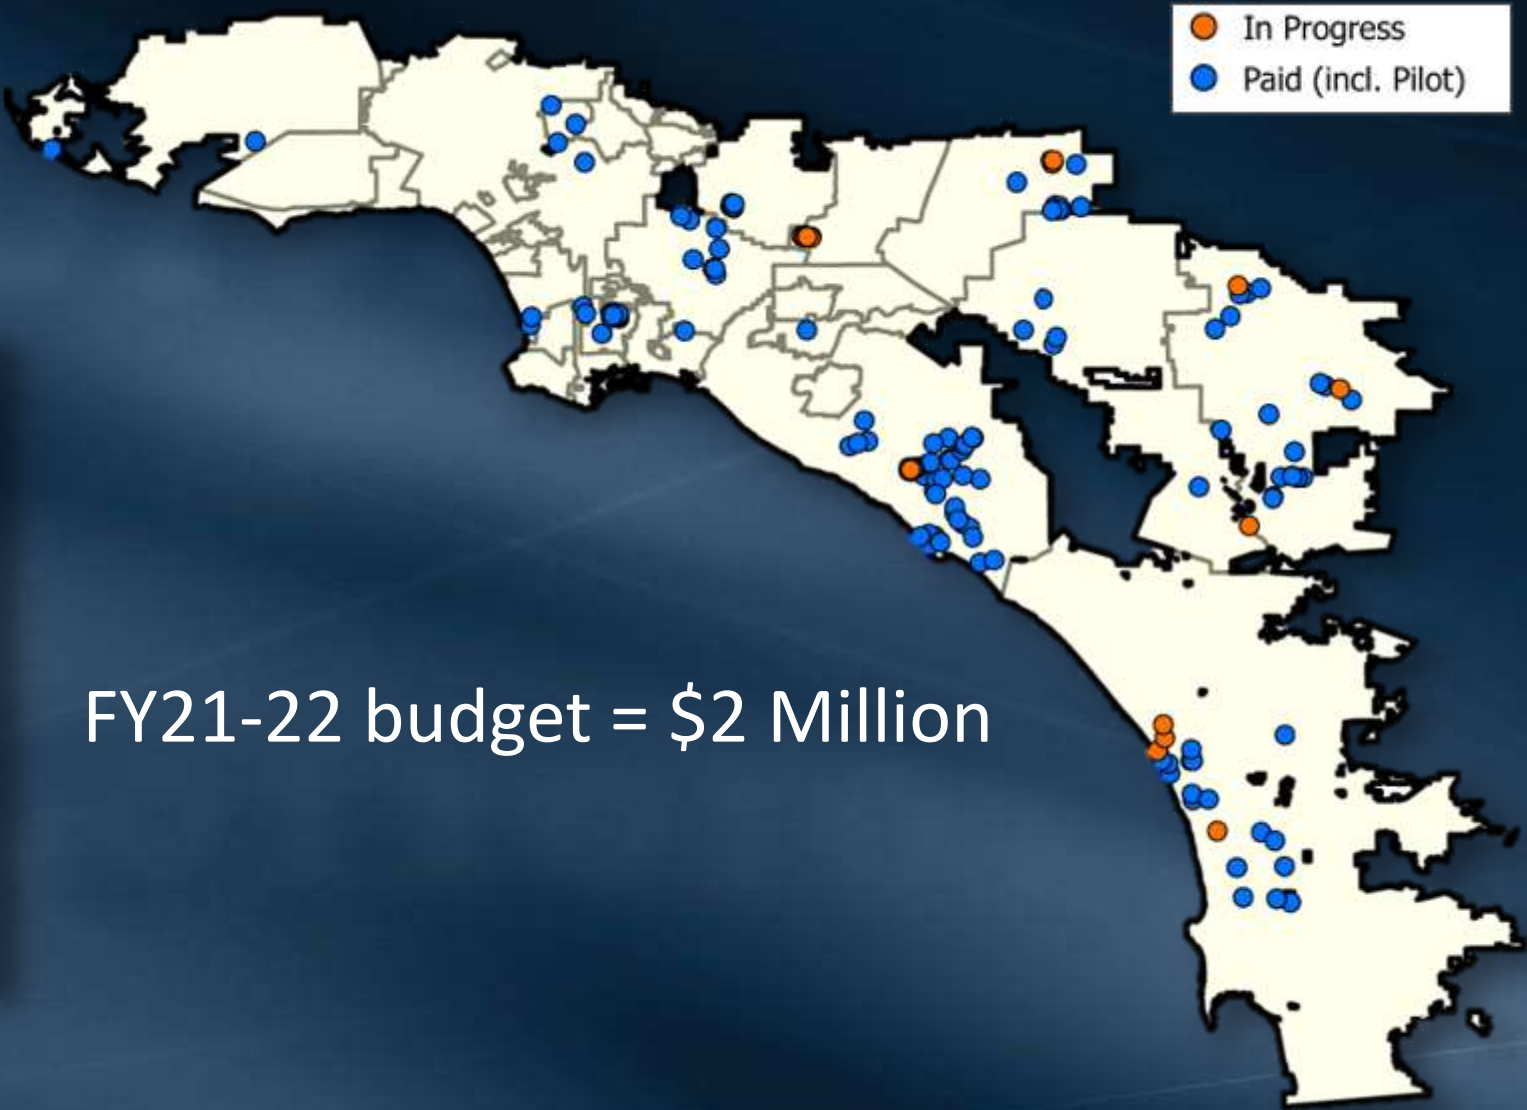 In Progress
Paid (incl. Pilot)
FY21-22 budget = $2 Million